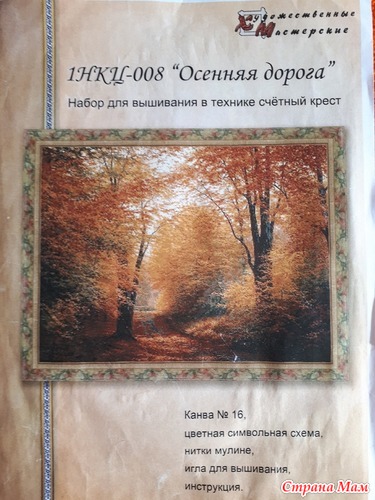 Художественные
Мастерские
1НКЦ-008 “Осенняя дорога”
Набор для вышивания в технике счётный крест
Канва № 16,
цветная символьная схема,
нитки мулине,
игла для вышивания,
инструкция.
Страна Мам